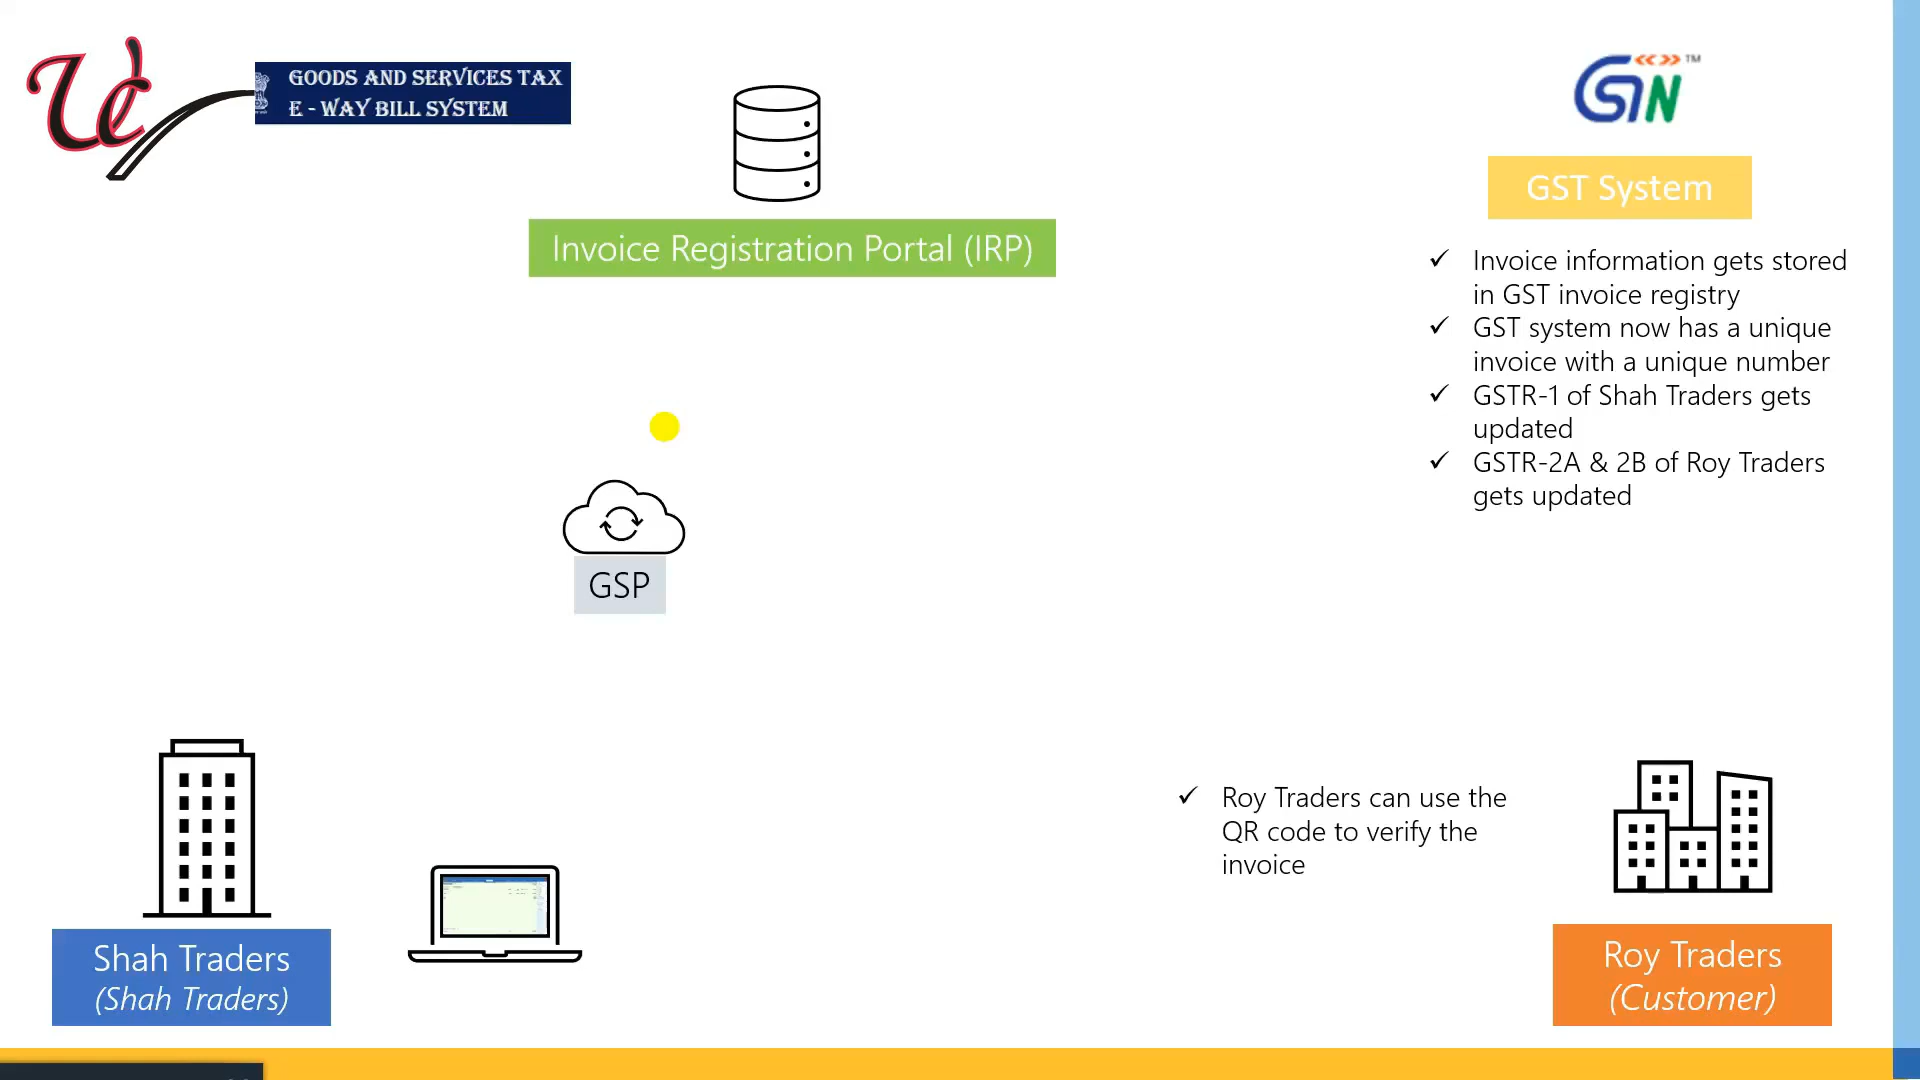 GOODS AND SERVICES TAX
E - WAY BILL SYSTEM
GSTN TM
GST System
Invoice Registration Portal (IRP)
Invoice information gets stored
in GST invoice registry
GST system now has a unique
invoice with a unique number
GSTR-1 of Shah Traders gets
updated
GSTR-2A & 2B of Roy Traders
gets updated
GSP
Roy Traders can use the
QR code to verify the
invoice
Shah Traders
(Shah Traders)
Roy Traders
(Customer)